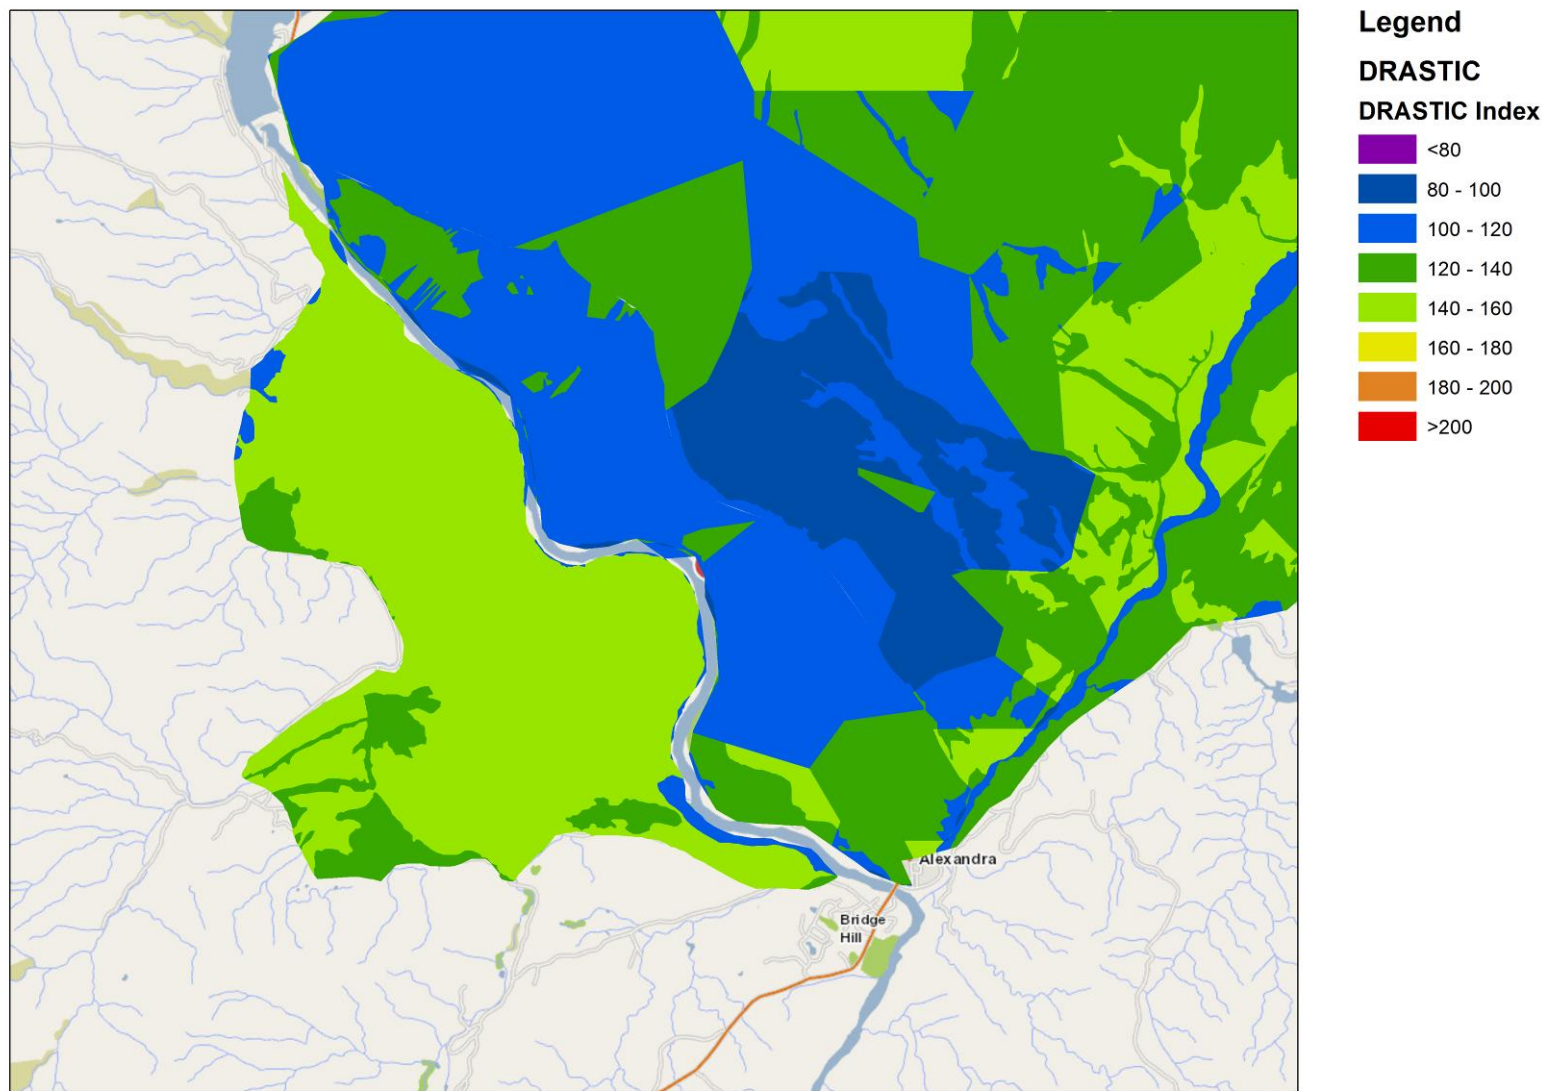 Legend
DRASTIC
DRASTIC Index
<80
80 - 100
100 - 120
120 - 140
140 - 160
160 - 180
180 - 200
>200
Alexandra
Bridge
Hill